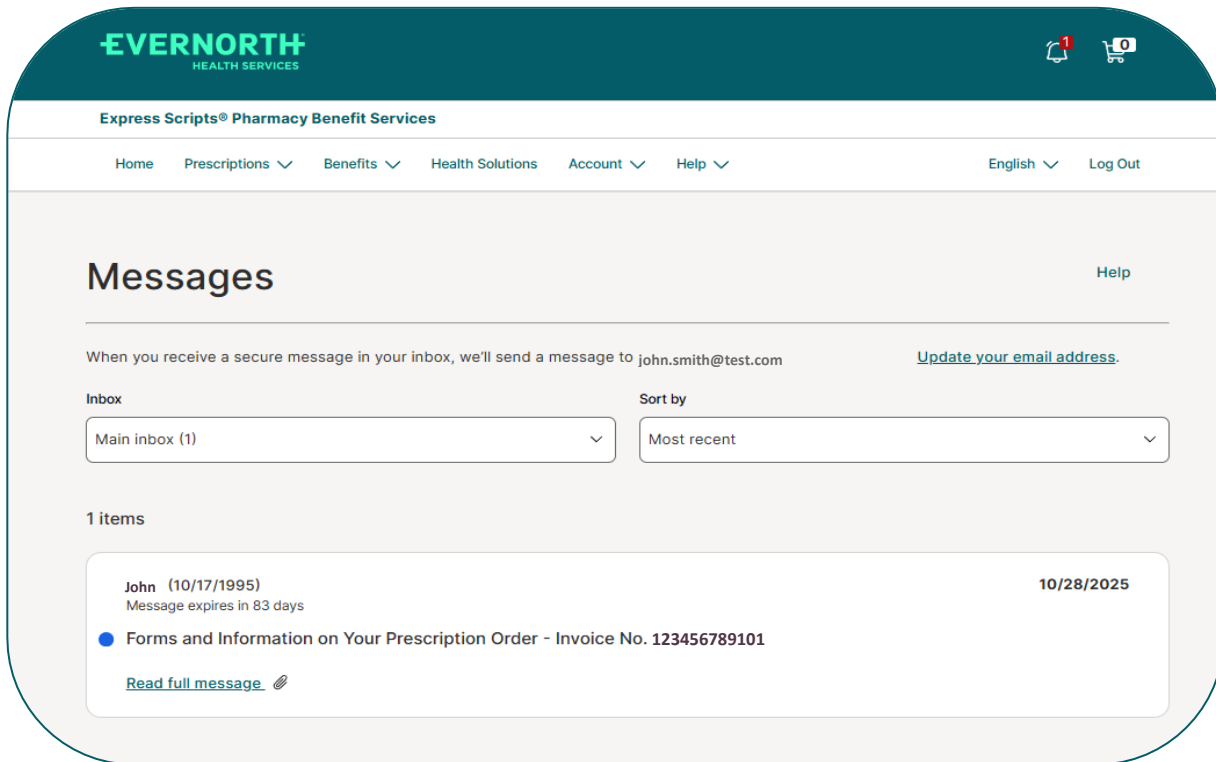 EVERNORTH
HEALTH SERVICES
1
0
Express Scripts® Pharmacy Benefit Services
Home Prescriptions Benefits Health Solutions Account Help English Log Out
Messages
Help
When you receive a secure message in your inbox, we'll send a message to john.smith@test.com Update your email address.
Inbox Sort by
Main inbox (1) Most recent
1 items
John (10/17/1995) 10/28/2025
Message expires in 83 days
Forms and Information on Your Prescription Order - Invoice No. 123456789101
Read full message